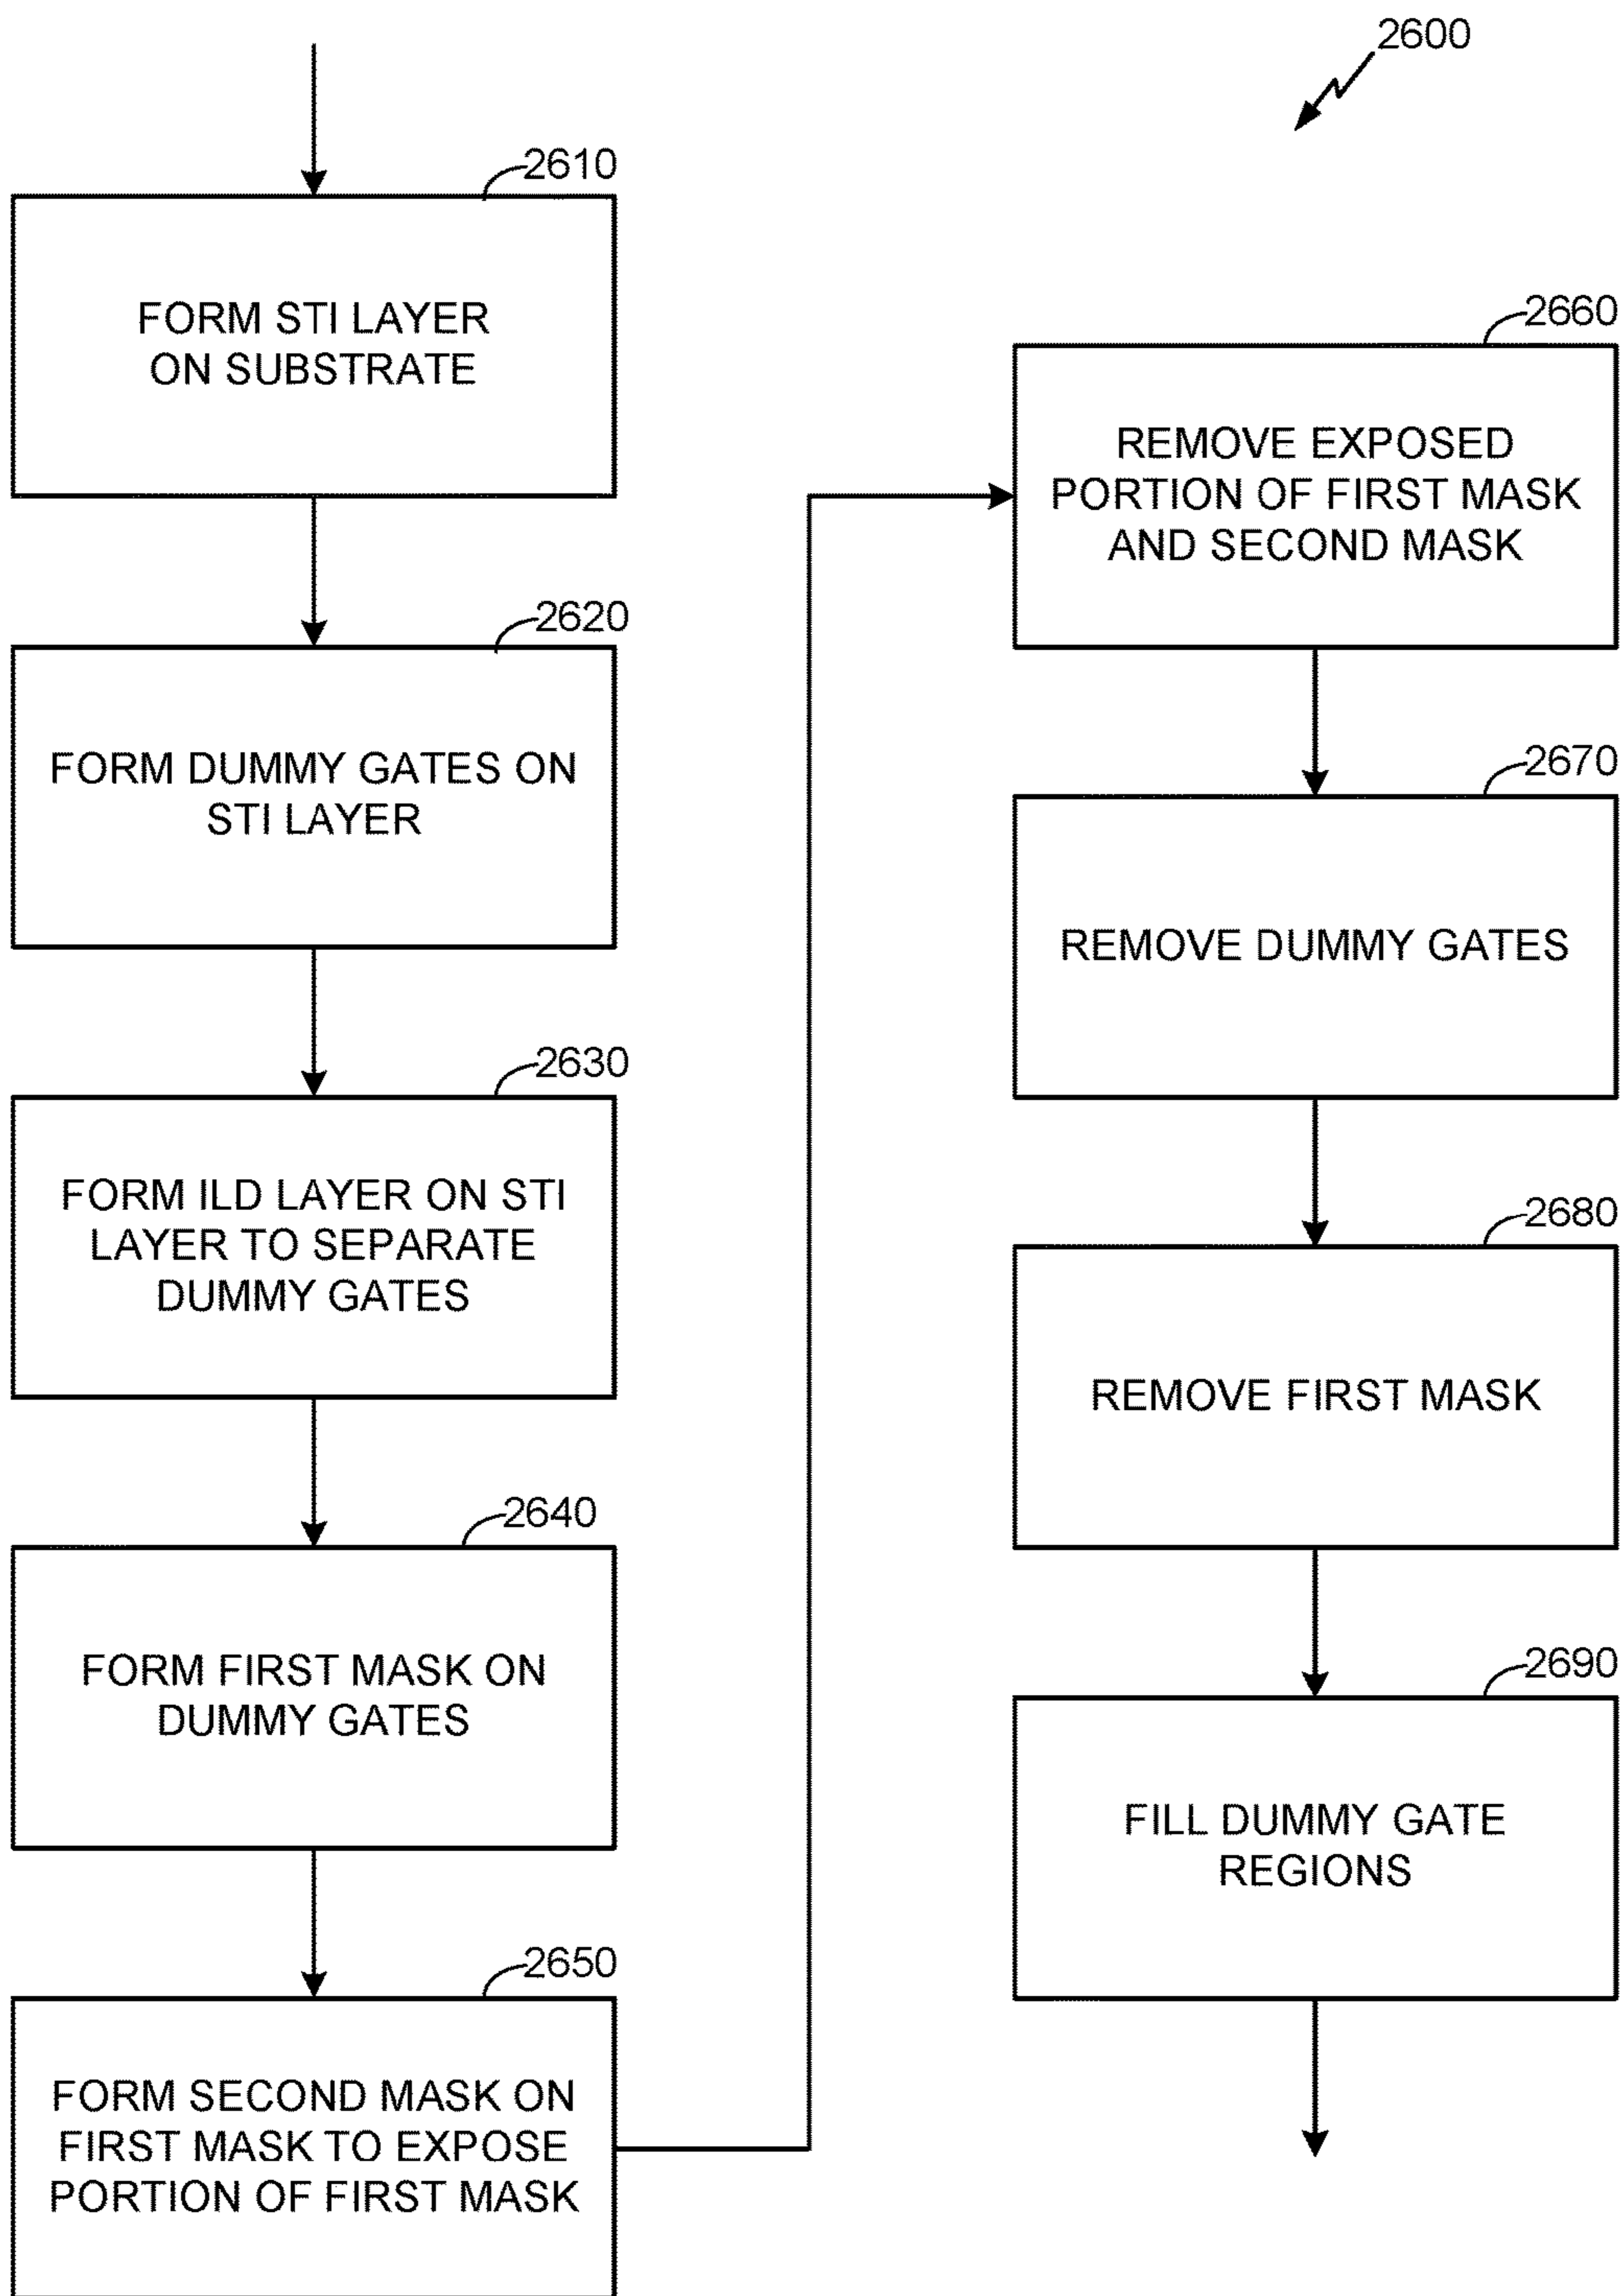 2600
2610
FORM STI LAYER
ON SUBSTRATE
2620
FORM DUMMY GATES ON
STI LAYER
2630
FORM ILD LAYER ON STI
LAYER TO SEPARATE
DUMMY GATES
2640
FORM FIRST MASK ON
DUMMY GATES
2650
FORM SECOND MASK ON
FIRST MASK TO EXPOSE
PORTION OF FIRST MASK
2660
REMOVE EXPOSED
PORTION OF FIRST MASK
AND SECOND MASK
2670
REMOVE DUMMY GATES
2680
REMOVE FIRST MASK
2690
FILL DUMMY GATE
REGIONS